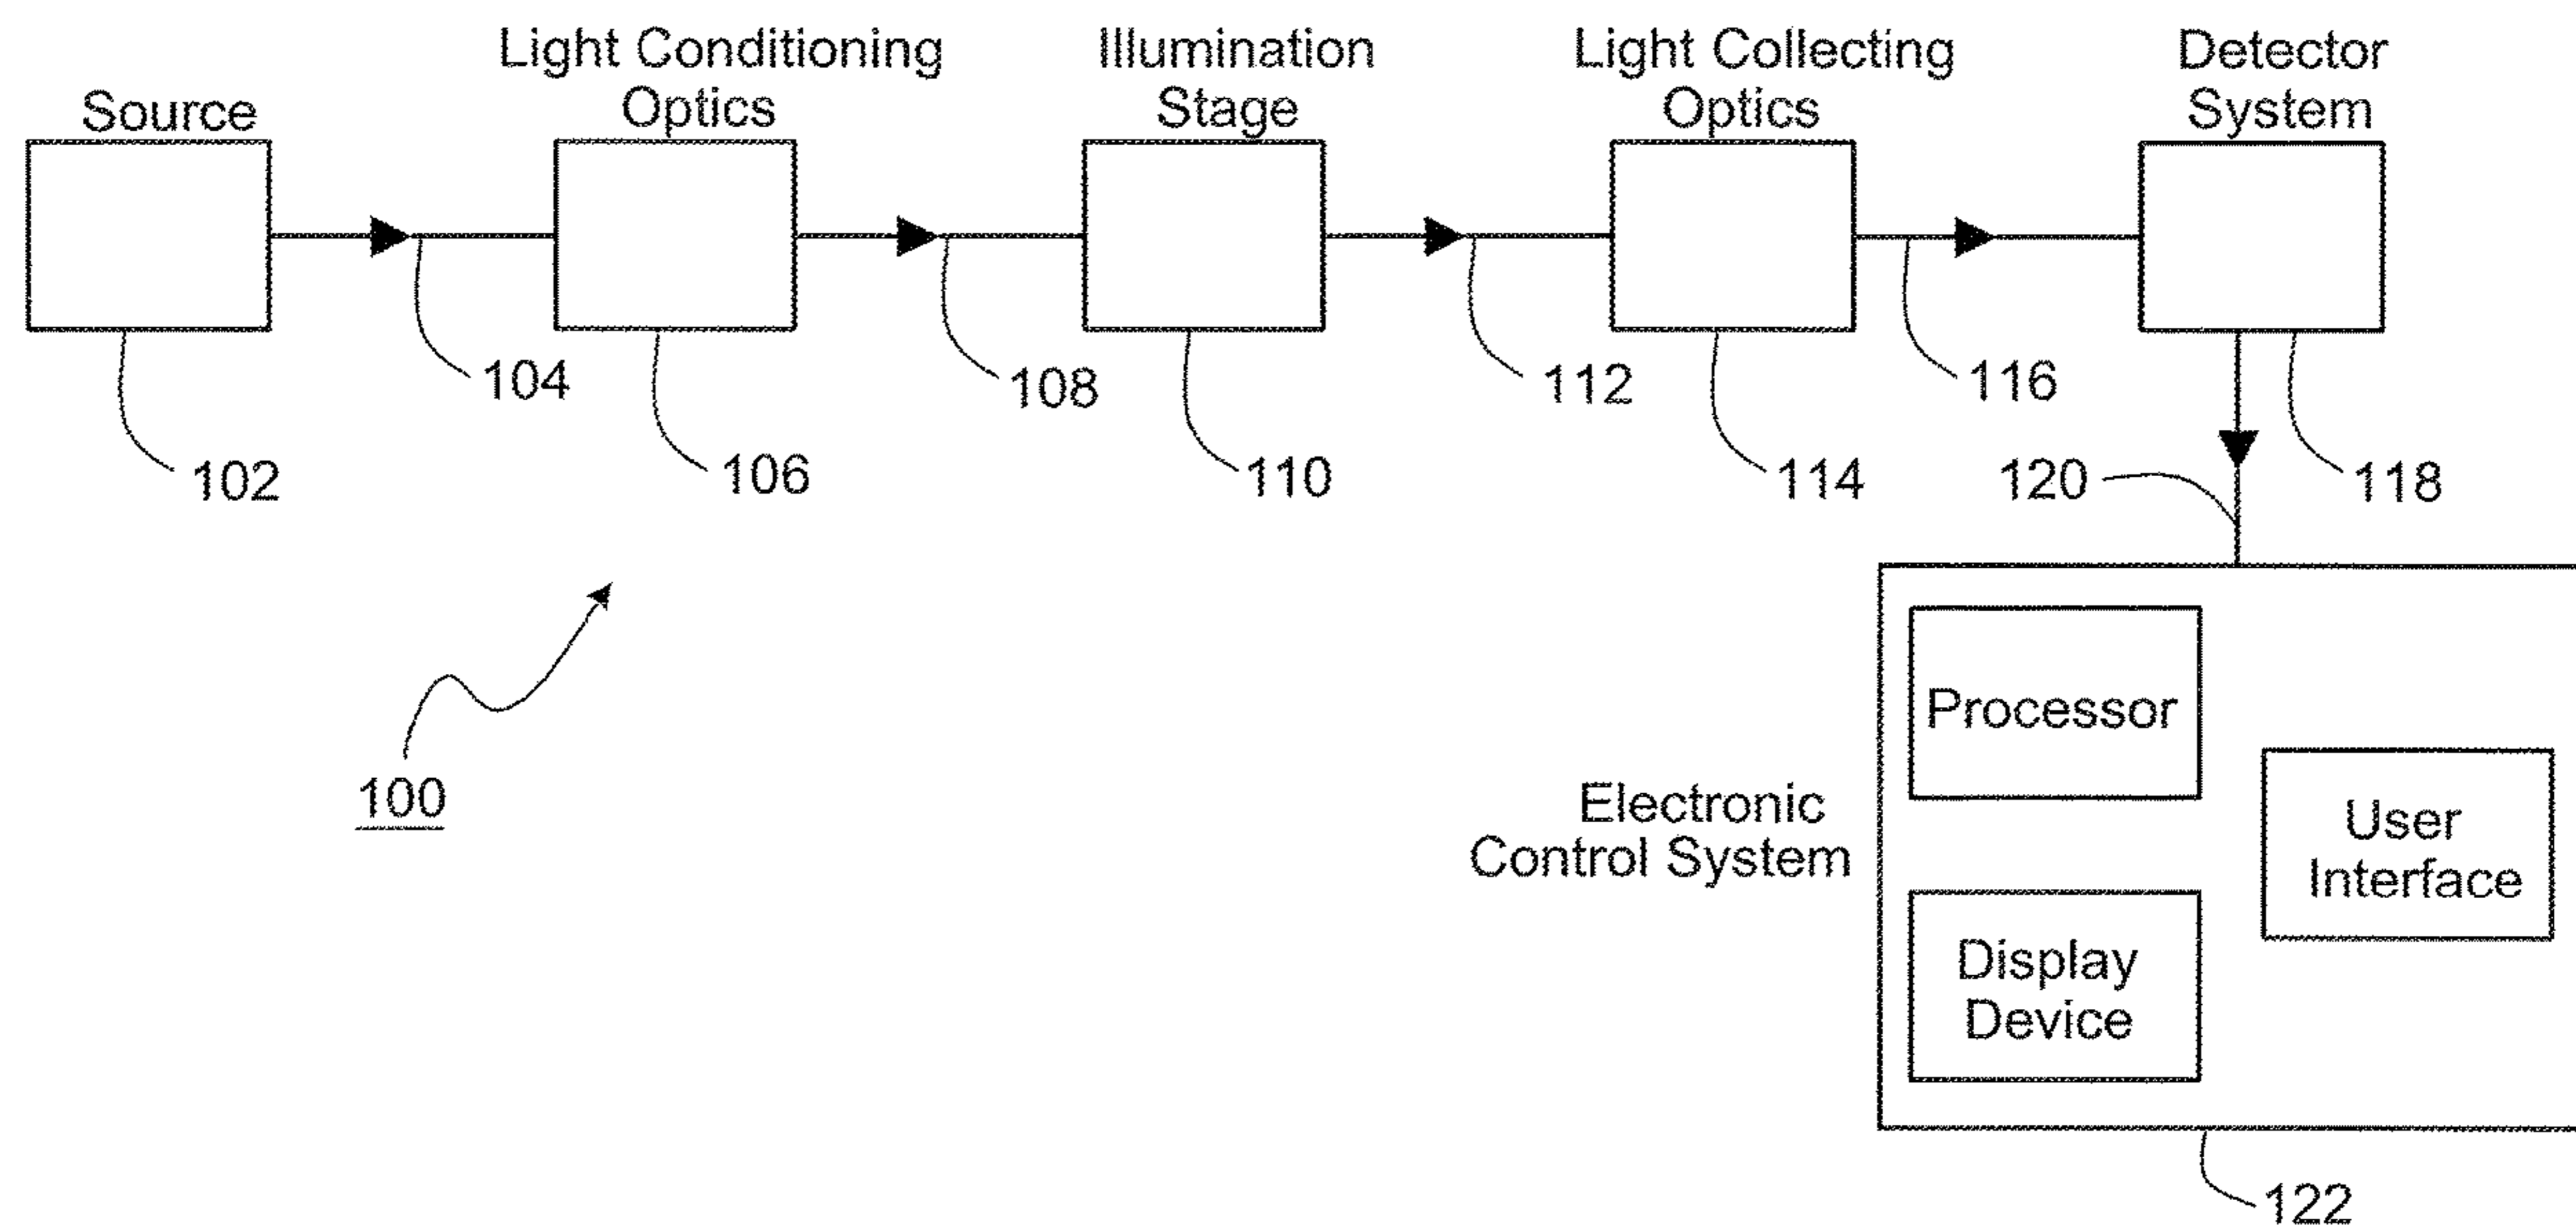 Source
Light Conditioning
Optics
Illumination
Stage
Light Collecting
Optics
Detector
System
104
108
112
116
102
106
110
114
120
118
100
Processor
Electronic
Control System
User
Interface
Display
Device
122